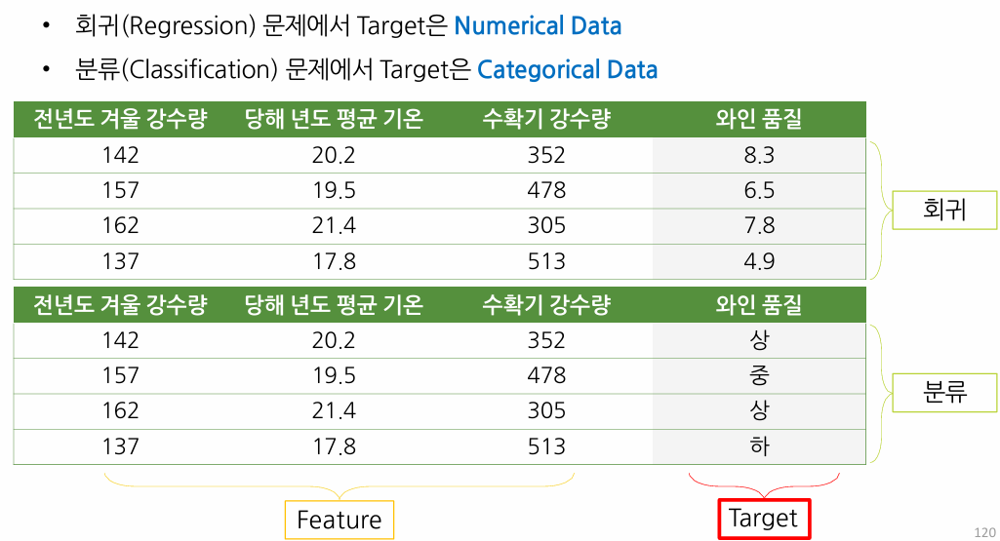 • 회귀(Regression) 문제에서 Target은 Numerical Data
• 분류(Classification) 문제에서 Target은 Categorical Data
전년도 겨울 강수량 당해 년도 평균 기온 수확기 강수량 와인 품질
142 20.2 352 8.3
157 19.5 478 6.5
162 21.4 305 7.8
137 17.8 513 4.9
회귀
전년도 겨울 강수량 당해 년도 평균 기온 수확기 강수량 와인 품질
142 20.2 352 상
157 19.5 478 중
162 21.4 305 상
137 17.8 513 하
분류
Feature Target
120